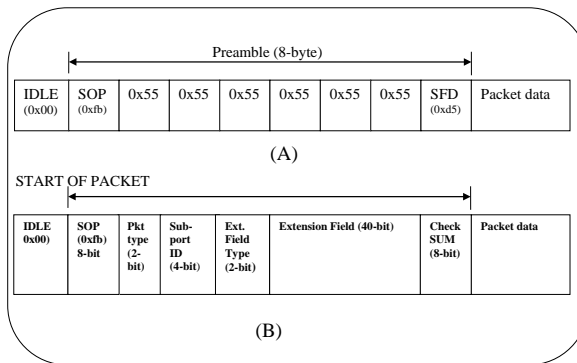 Preamble (8-byte)
IDLE (0x00) SOP (0xfb) 0x55 0x55 0x55 0x55 0x55 0x55 SFD (0xd5) Packet data
(A)
START OF PACKET
IDLE 0x00) SOP (0xfb) 8-bit Pkt type (2-bit) Sub-port ID (4-bit) Ext. Field Type (2-bit) Extension Field (40-bit) Check SUM (8-bit) Packet data
(B)